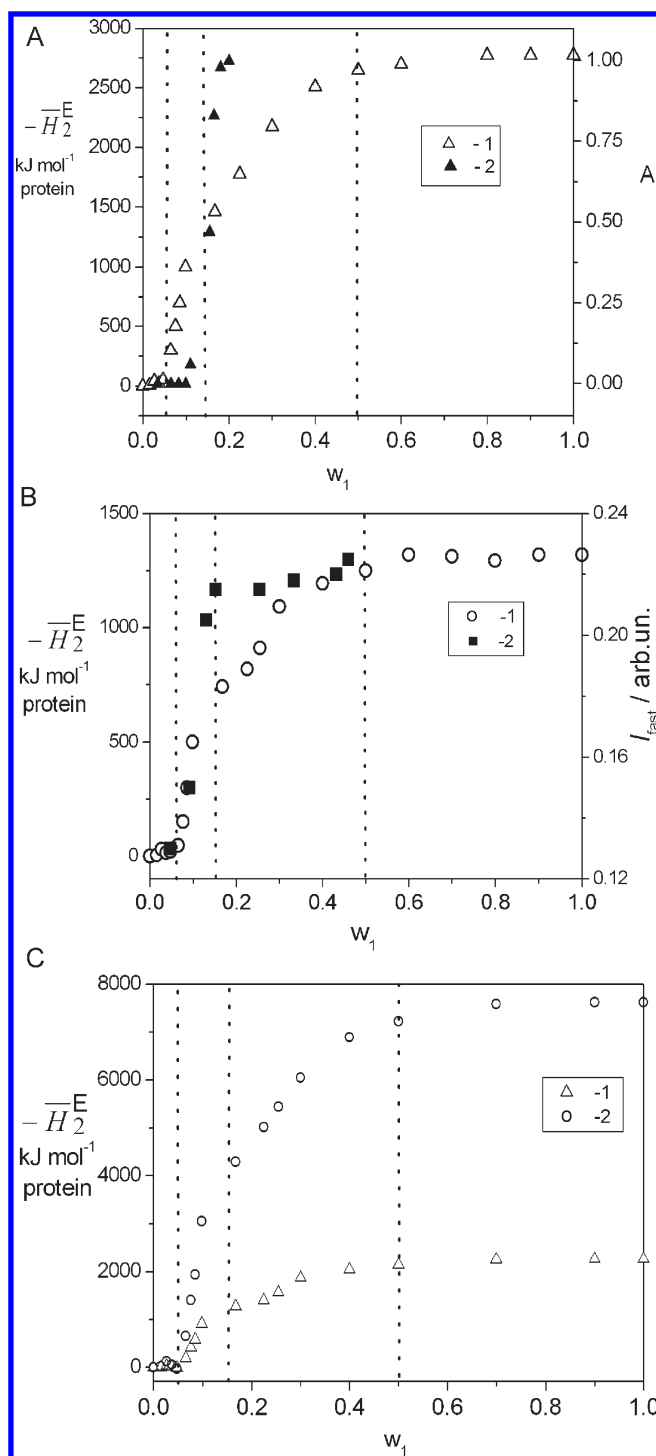 A
3000
2500
2000
1500
1000
500
0
− H̅₂ᴱ
kJ mol⁻¹
protein
-1
-2
1.00
0.75
0.50
0.25
0.00
A
0.0 0.2 0.4 0.6 0.8 1.0
w₁
B
1500
1000
500
0
− H̅₂ᴱ
kJ mol⁻¹
protein
-1
-2
0.24
0.20
0.16
0.12
I_fast / arb.un.
0.0 0.2 0.4 0.6 0.8 1.0
w₁
C
8000
6000
4000
2000
0
− H̅₂ᴱ
kJ mol⁻¹
protein
-1
-2
0.0 0.2 0.4 0.6 0.8 1.0
w₁